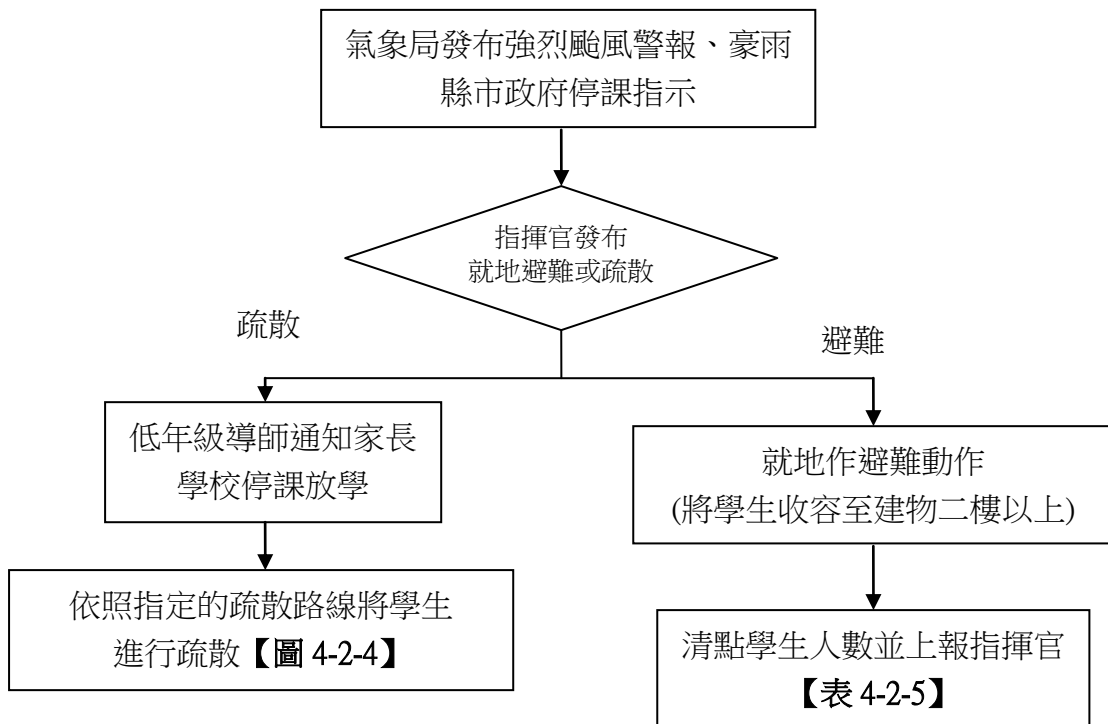 氣象局發布強烈颱風警報、豪雨
縣市政府停課指示
指揮官發布
就地避難或疏散
疏散
避難
低年級導師通知家長
學校停課放學
就地作避難動作
(將學生收容至建物二樓以上)
依照指定的疏散路線將學生
進行疏散【圖 4-2-4】
清點學生人數並上報指揮官
【表 4-2-5】